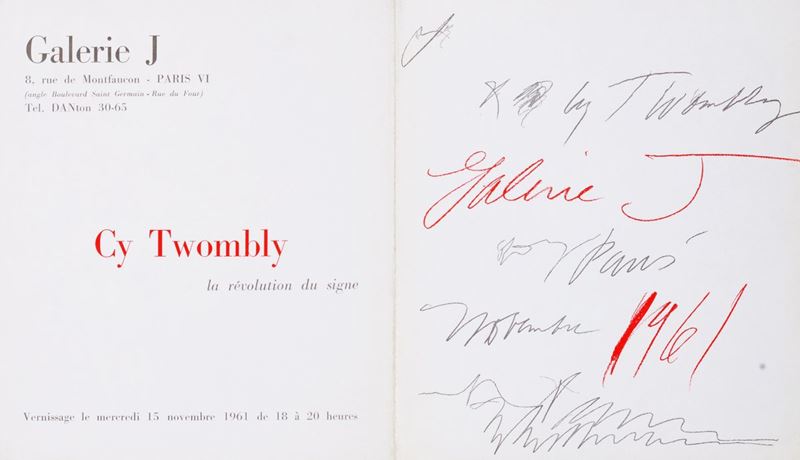 Galerie J
8, rue de Montfaucon - PARIS VI
(angle Boulevard Saint Germain - Rue du Four)
Tel. DANton 30-65
Cy Twombly
la révolution du signe
Vernissage le mercredi 15 novembre 1961 de 18 à 20 heures
by Twombly
Galerie J
Paris
Novembre 1961